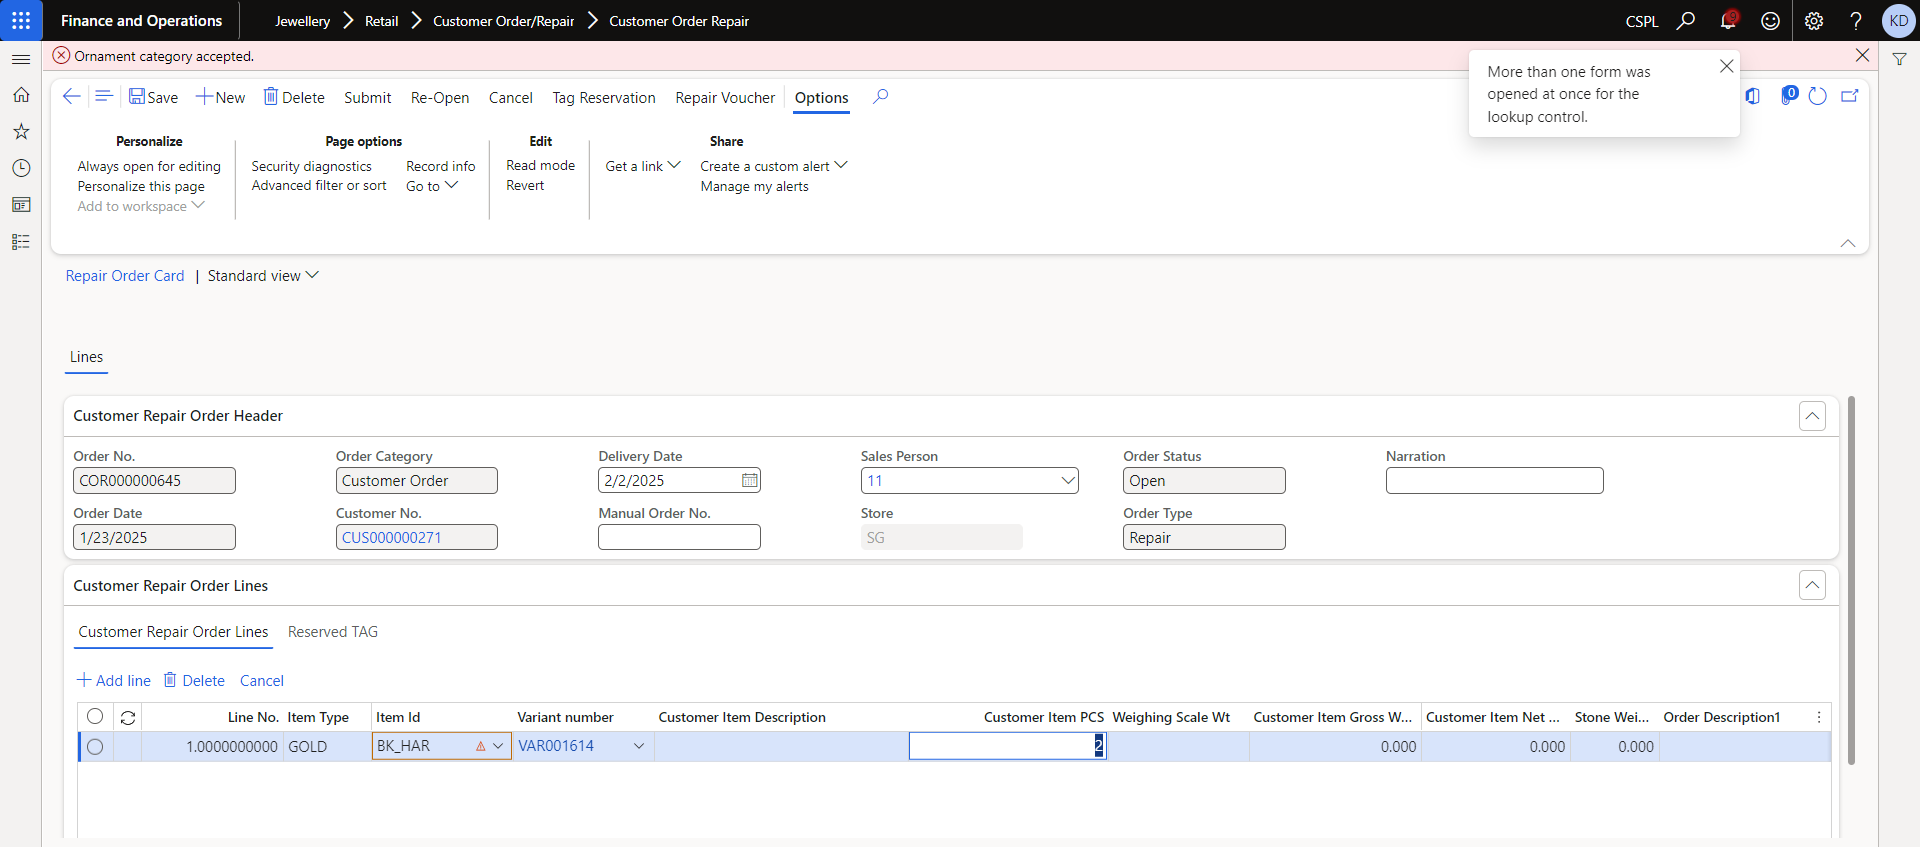 Finance and Operations
Jewellery
Retail
Customer Order/Repair
Customer Order Repair
CSPL
9
?
KD
Ornament category accepted.
More than one form was
opened at once for the
lookup control.
Save
New
Delete
Submit
Re-Open
Cancel
Tag Reservation
Repair Voucher
Options
0
Personalize
Always open for editing
Personalize this page
Add to workspace
Page options
Security diagnostics
Advanced filter or sort
Record info
Go to
Edit
Read mode
Revert
Share
Get a link
Create a custom alert
Manage my alerts
Repair Order Card | Standard view
Lines
Customer Repair Order Header
Order No.
COR000000645
Order Category
Customer Order
Delivery Date
2/2/2025
Sales Person
11
Order Status
Open
Narration
Order Date
1/23/2025
Customer No.
CUS000000271
Manual Order No.
Store
SG
Order Type
Repair
Customer Repair Order Lines
Customer Repair Order Lines
Reserved TAG
Add line
Delete
Cancel
Line No. Item Type Item Id Variant number Customer Item Description Customer Item PCS Weighing Scale Wt Customer Item Gross W... Customer Item Net ... Stone Wei... Order Description1
1.0000000000 GOLD BK_HAR VAR001614 2 0.000 0.000 0.000